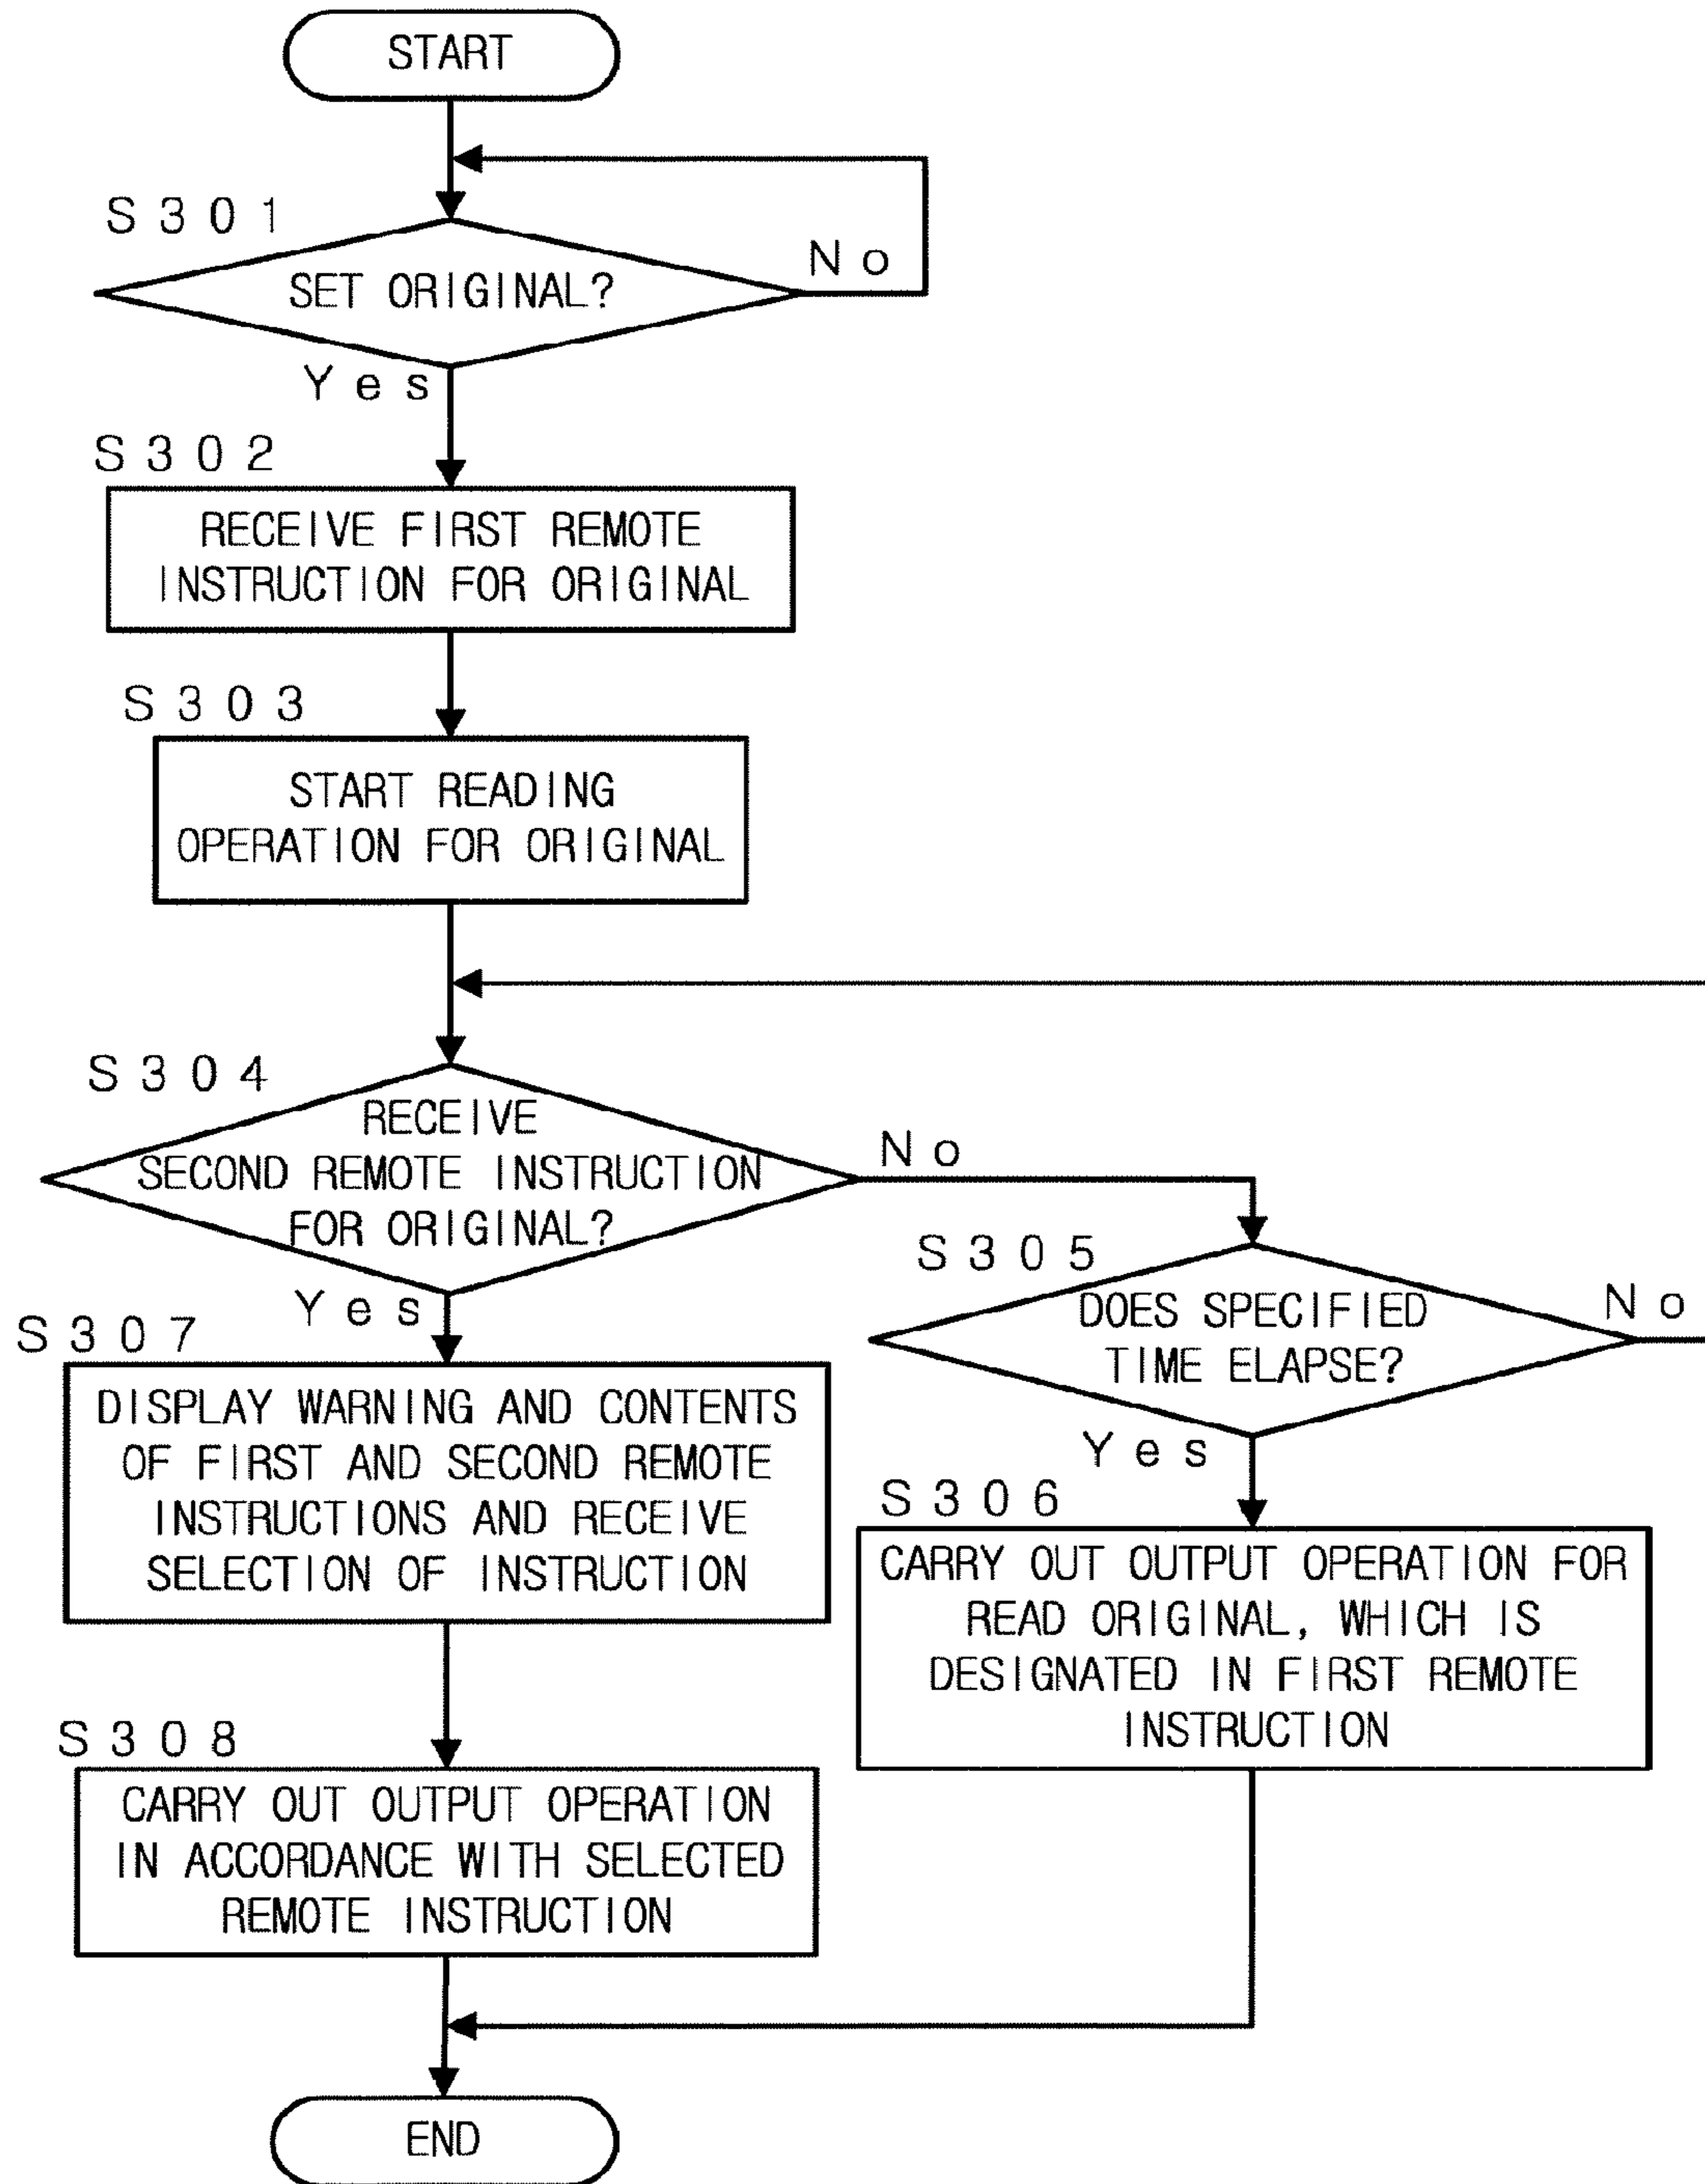 START
S301
SET ORIGINAL?
No
Yes
S302
RECEIVE FIRST REMOTE
INSTRUCTION FOR ORIGINAL
S303
START READING
OPERATION FOR ORIGINAL
S304
RECEIVE
SECOND REMOTE INSTRUCTION
FOR ORIGINAL?
No
Yes
S305
DOES SPECIFIED
TIME ELAPSE?
No
Yes
S306
CARRY OUT OUTPUT OPERATION FOR
READ ORIGINAL, WHICH IS
DESIGNATED IN FIRST REMOTE
INSTRUCTION
S307
DISPLAY WARNING AND CONTENTS
OF FIRST AND SECOND REMOTE
INSTRUCTIONS AND RECEIVE
SELECTION OF INSTRUCTION
S308
CARRY OUT OUTPUT OPERATION
IN ACCORDANCE WITH SELECTED
REMOTE INSTRUCTION
END